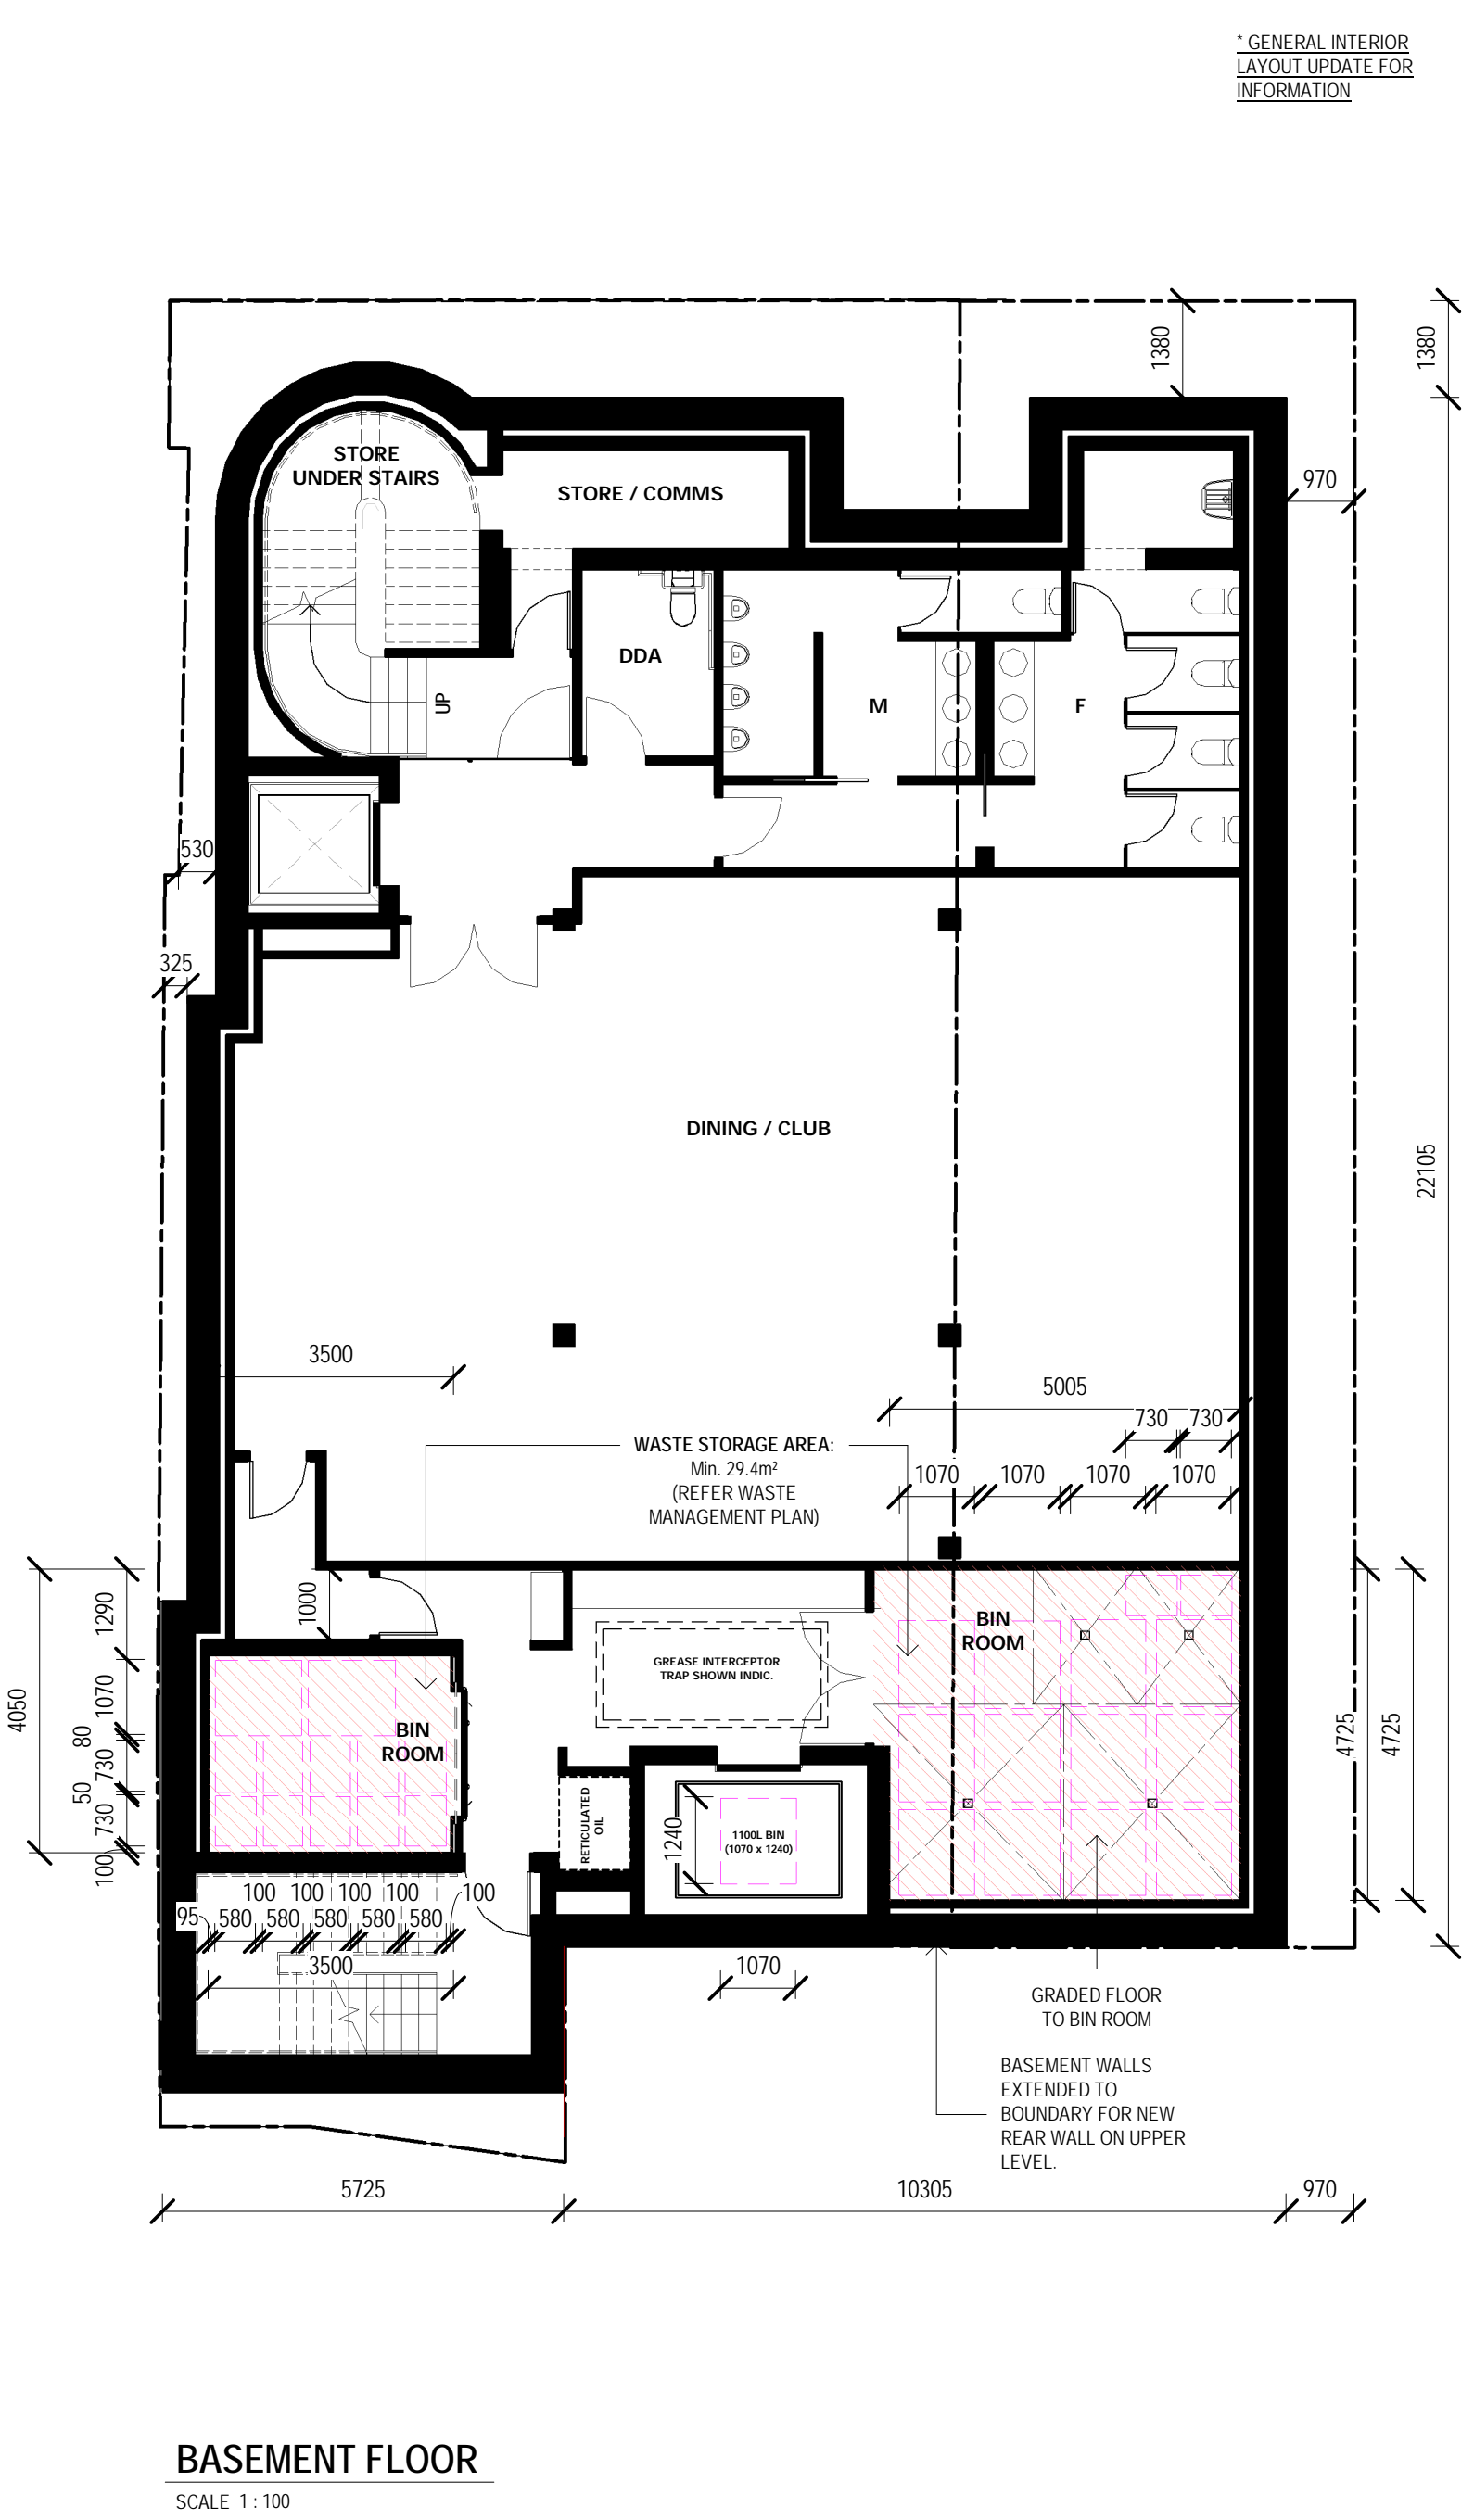 * GENERAL INTERIOR
LAYOUT UPDATE FOR
INFORMATION
1380
1380
STORE
UNDER STAIRS
STORE / COMMS
970
DDA
UP
M
F
530
325
DINING / CLUB
22105
3500
5005
730 730
WASTE STORAGE AREA:
Min. 29.4m²
(REFER WASTE
MANAGEMENT PLAN)
1070 1070 1070 1070
4050
1290
1070
80
730
50
730
100
1000
BIN
ROOM
GREASE INTERCEPTOR
TRAP SHOWN INDIC.
BIN
ROOM
4725
4725
RETICULATED
OIL
1240
1100L BIN
(1070 x 1240)
100 100 100 100 100
95 580 580 580 580 580
3500
1070
GRADED FLOOR
TO BIN ROOM
BASEMENT WALLS
EXTENDED TO
BOUNDARY FOR NEW
REAR WALL ON UPPER
LEVEL.
5725
10305
970
BASEMENT FLOOR
SCALE 1 : 100